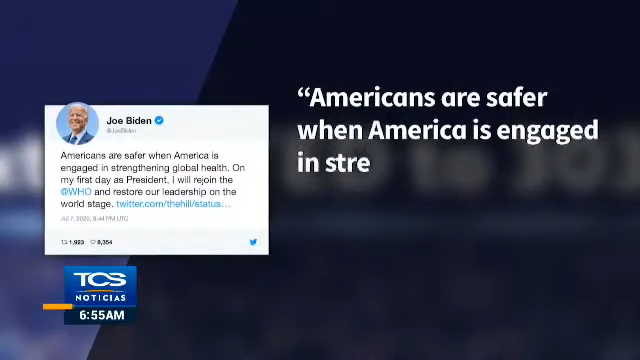 “Americans are safer
when America is engaged
in stre
Joe Biden
@JoeBiden
Americans are safer when America is
engaged in strengthening global health. On
my first day as President, I will rejoin the
@WHO and restore our leadership on the
world stage. twitter.com/thehill/status…
Jul 7, 2020, 8:44 PM UTC
1,923 8,354
TCS
NOTICIAS
6:55AM